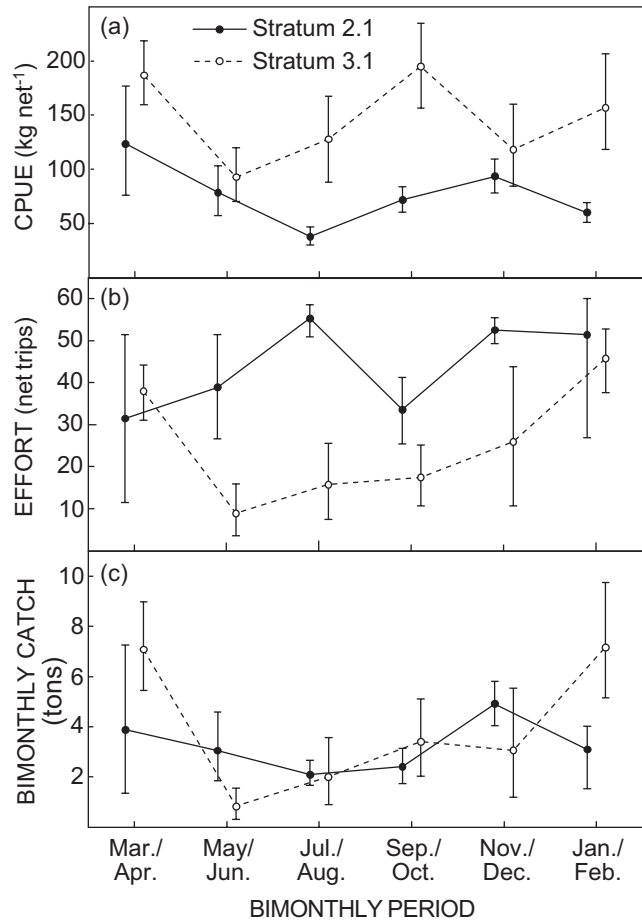 (a)
Stratum 2.1
Stratum 3.1
CPUE (kg net⁻¹)
200
150
100
50
(b)
EFFORT (net trips)
60
50
40
30
20
10
(c)
BIMONTHLY CATCH
(tons)
10
8
6
4
2
Mar./ May/ Jul./ Sep./ Nov./ Jan./
Apr. Jun. Aug. Oct. Dec. Feb.
BIMONTHLY PERIOD